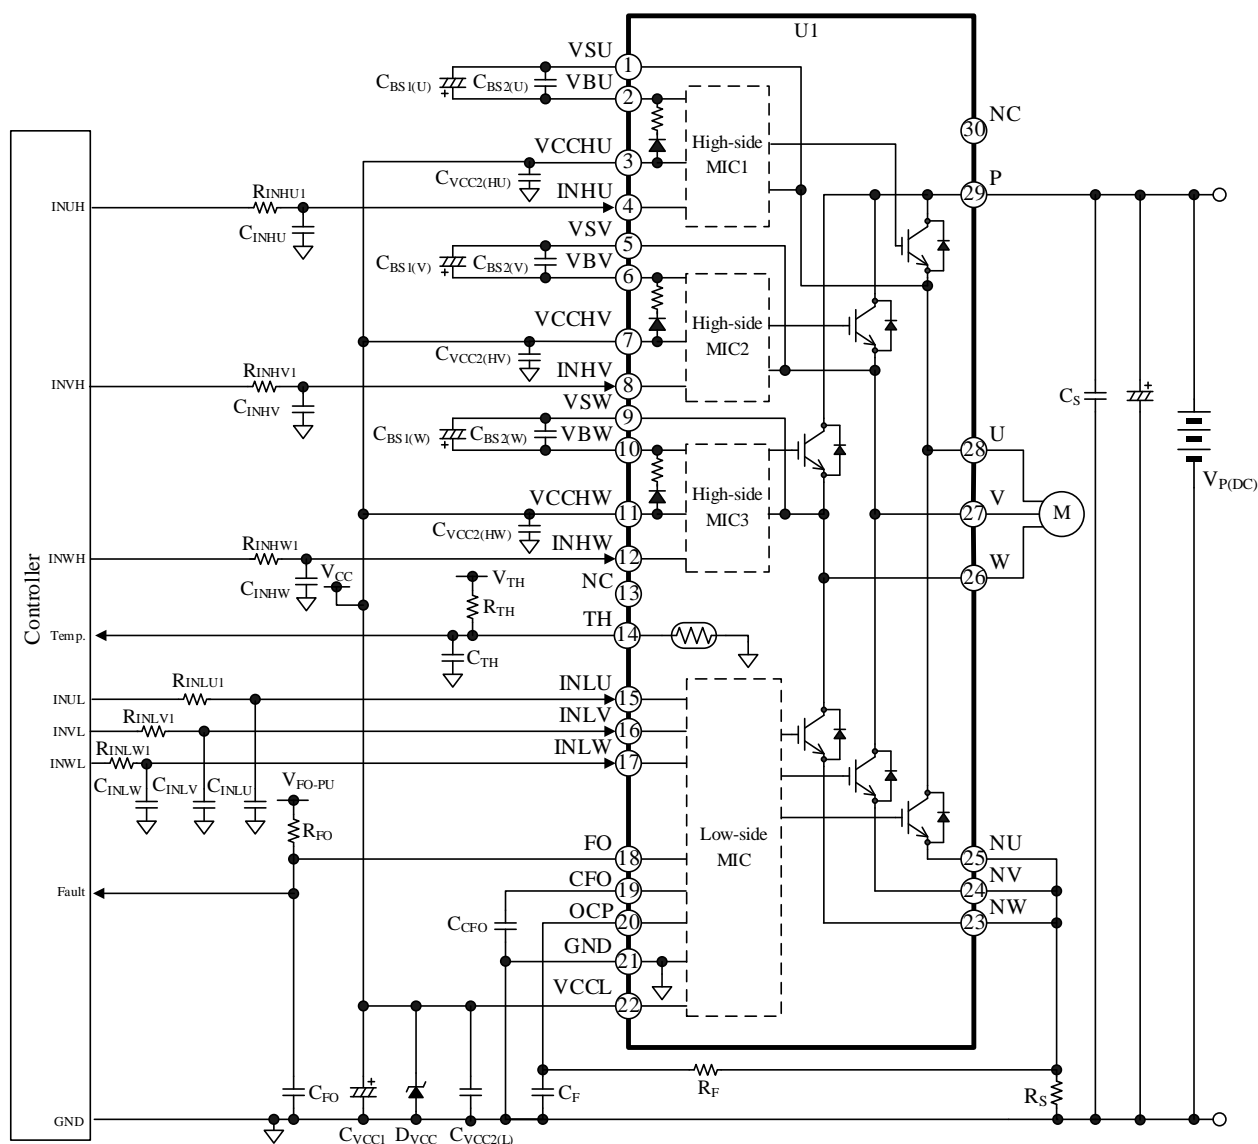 U1
VSU
1
CBS1(U)
CBS2(U)
VBU
2
NC
30
High-side
MIC1
VCCHU
3
P
29
CVCC2(HU)
RINHU1
INHU
INUH
4
CINHU
VSV
5
CBS1(V)
CBS2(V)
VBV
6
High-side
MIC2
VCCHV
7
CVCC2(HV)
RINHV1
INHV
INVH
8
CINHV
CS
VSW
9
CBS1(W)
CBS2(W)
VBW
10
U
28
VP(DC)
High-side
MIC3
VCCHW
11
V
27
M
CVCC2(HW)
RINHW1
INHW
INWH
12
W
26
CINHW
VCC
VTH
NC
13
RTH
Controller
TH
Temp.
14
CTH
RINLU1
INLU
INUL
15
RINLV1
INLV
INVL
16
RINLW1
INLW
INWL
17
CINLW
CINLV
CINLU
VFO-PU
RFO
Low-side
MIC
FO
18
NU
25
CFO
19
NV
24
Fault
OCP
20
NW
23
CCFO
GND
21
VCCL
22
RF
CFO
CF
RS
GND
CVCC1
DVCC
CVCC2(L)